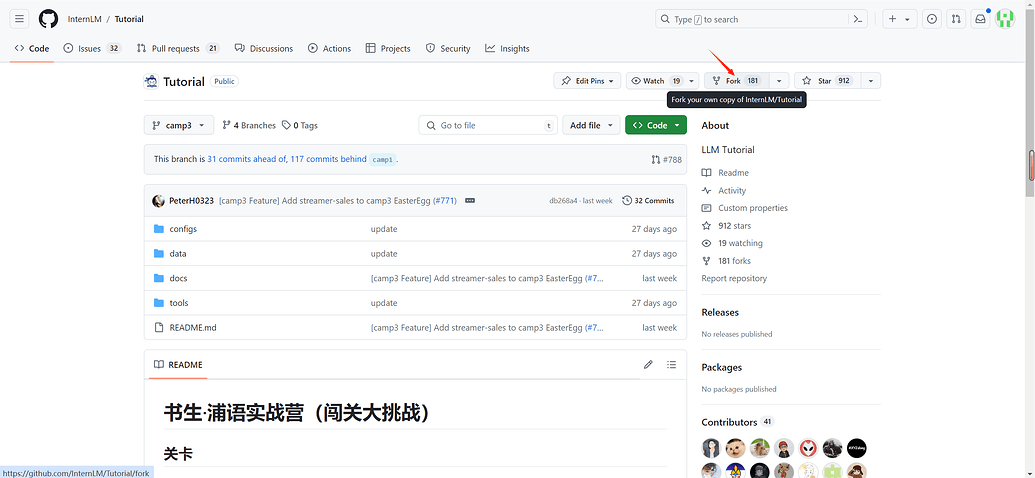 InternLM / Tutorial
Type / to search
Code Issues 32 Pull requests 21 Discussions Actions Projects Security Insights
Tutorial Public
Edit Pins Watch 19 Fork 181 Star 912
Fork your own copy of InternLM/Tutorial
camp3 4 Branches 0 Tags Go to file t Add file Code
This branch is 31 commits ahead of, 117 commits behind camp1.
#788
PeterH0323 [camp3 Feature] Add streamer-sales to camp3 EasterEgg (#771) db268a4 · last week 32 Commits
configs update 27 days ago
data update 27 days ago
docs [camp3 Feature] Add streamer-sales to camp3 EasterEgg (#7... last week
tools update 27 days ago
README.md [camp3 Feature] Add streamer-sales to camp3 EasterEgg (#7... last week
README
书生·浦语实战营（闯关大挑战）
关卡
About
LLM Tutorial
Readme
Activity
Custom properties
912 stars
19 watching
181 forks
Report repository
Releases
No releases published
Packages
No packages published
Contributors 41
https://github.com/InternLM/Tutorial/fork